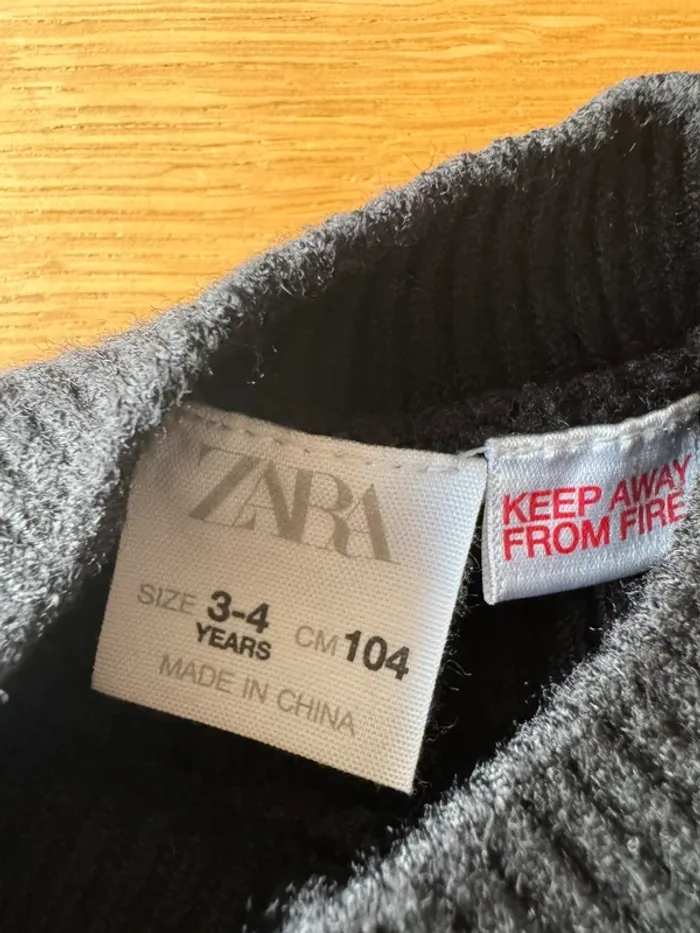 ZARA
SIZE 3-4 YEARS CM 104
MADE IN CHINA
KEEP AWAY
FROM FIRE